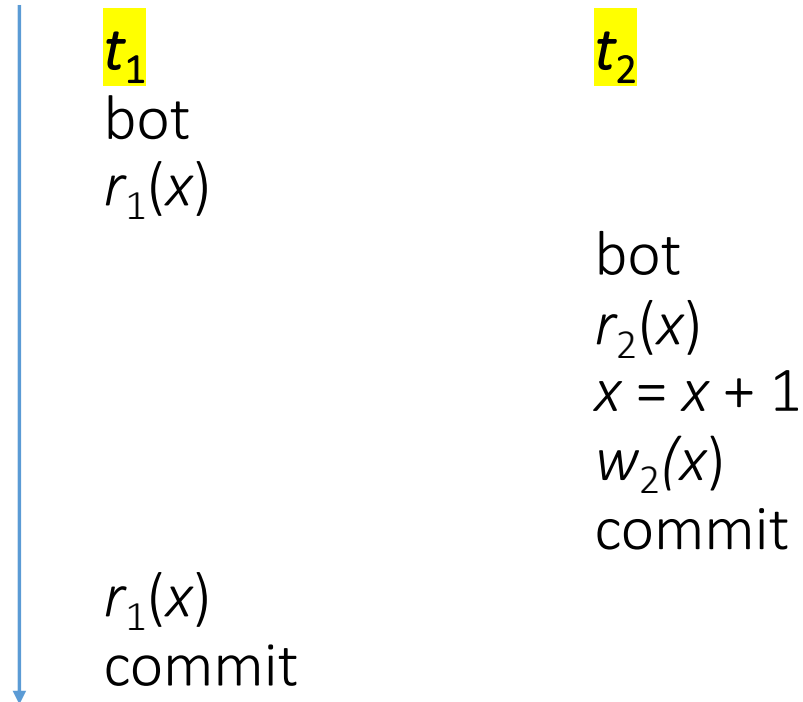 t₁ t₂
bot
r₁(x)
bot
r₂(x)
x = x + 1
w₂(x)
commit
r₁(x)
commit